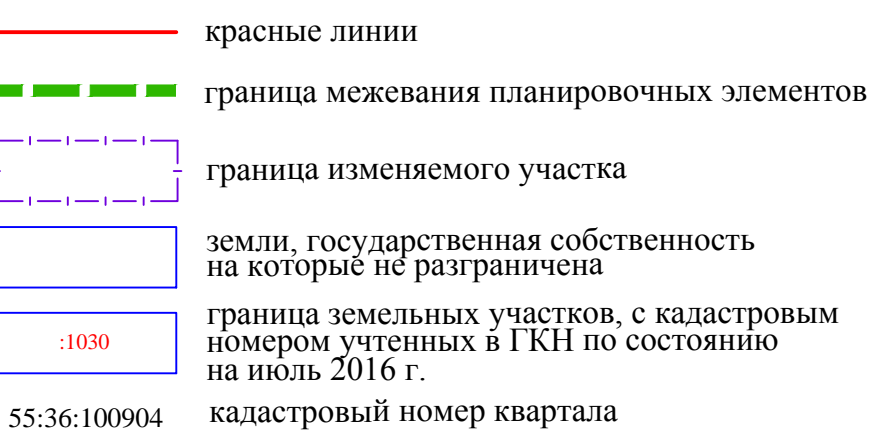 красные линии
граница межевания планировочных элементов
граница изменяемого участка
земли, государственная собственность
на которые не разграничена
граница земельных участков, с кадастровым
:1030 номером учтенных в ГКН по состоянию
на июль 2016 г.
55:36:100904 кадастровый номер квартала